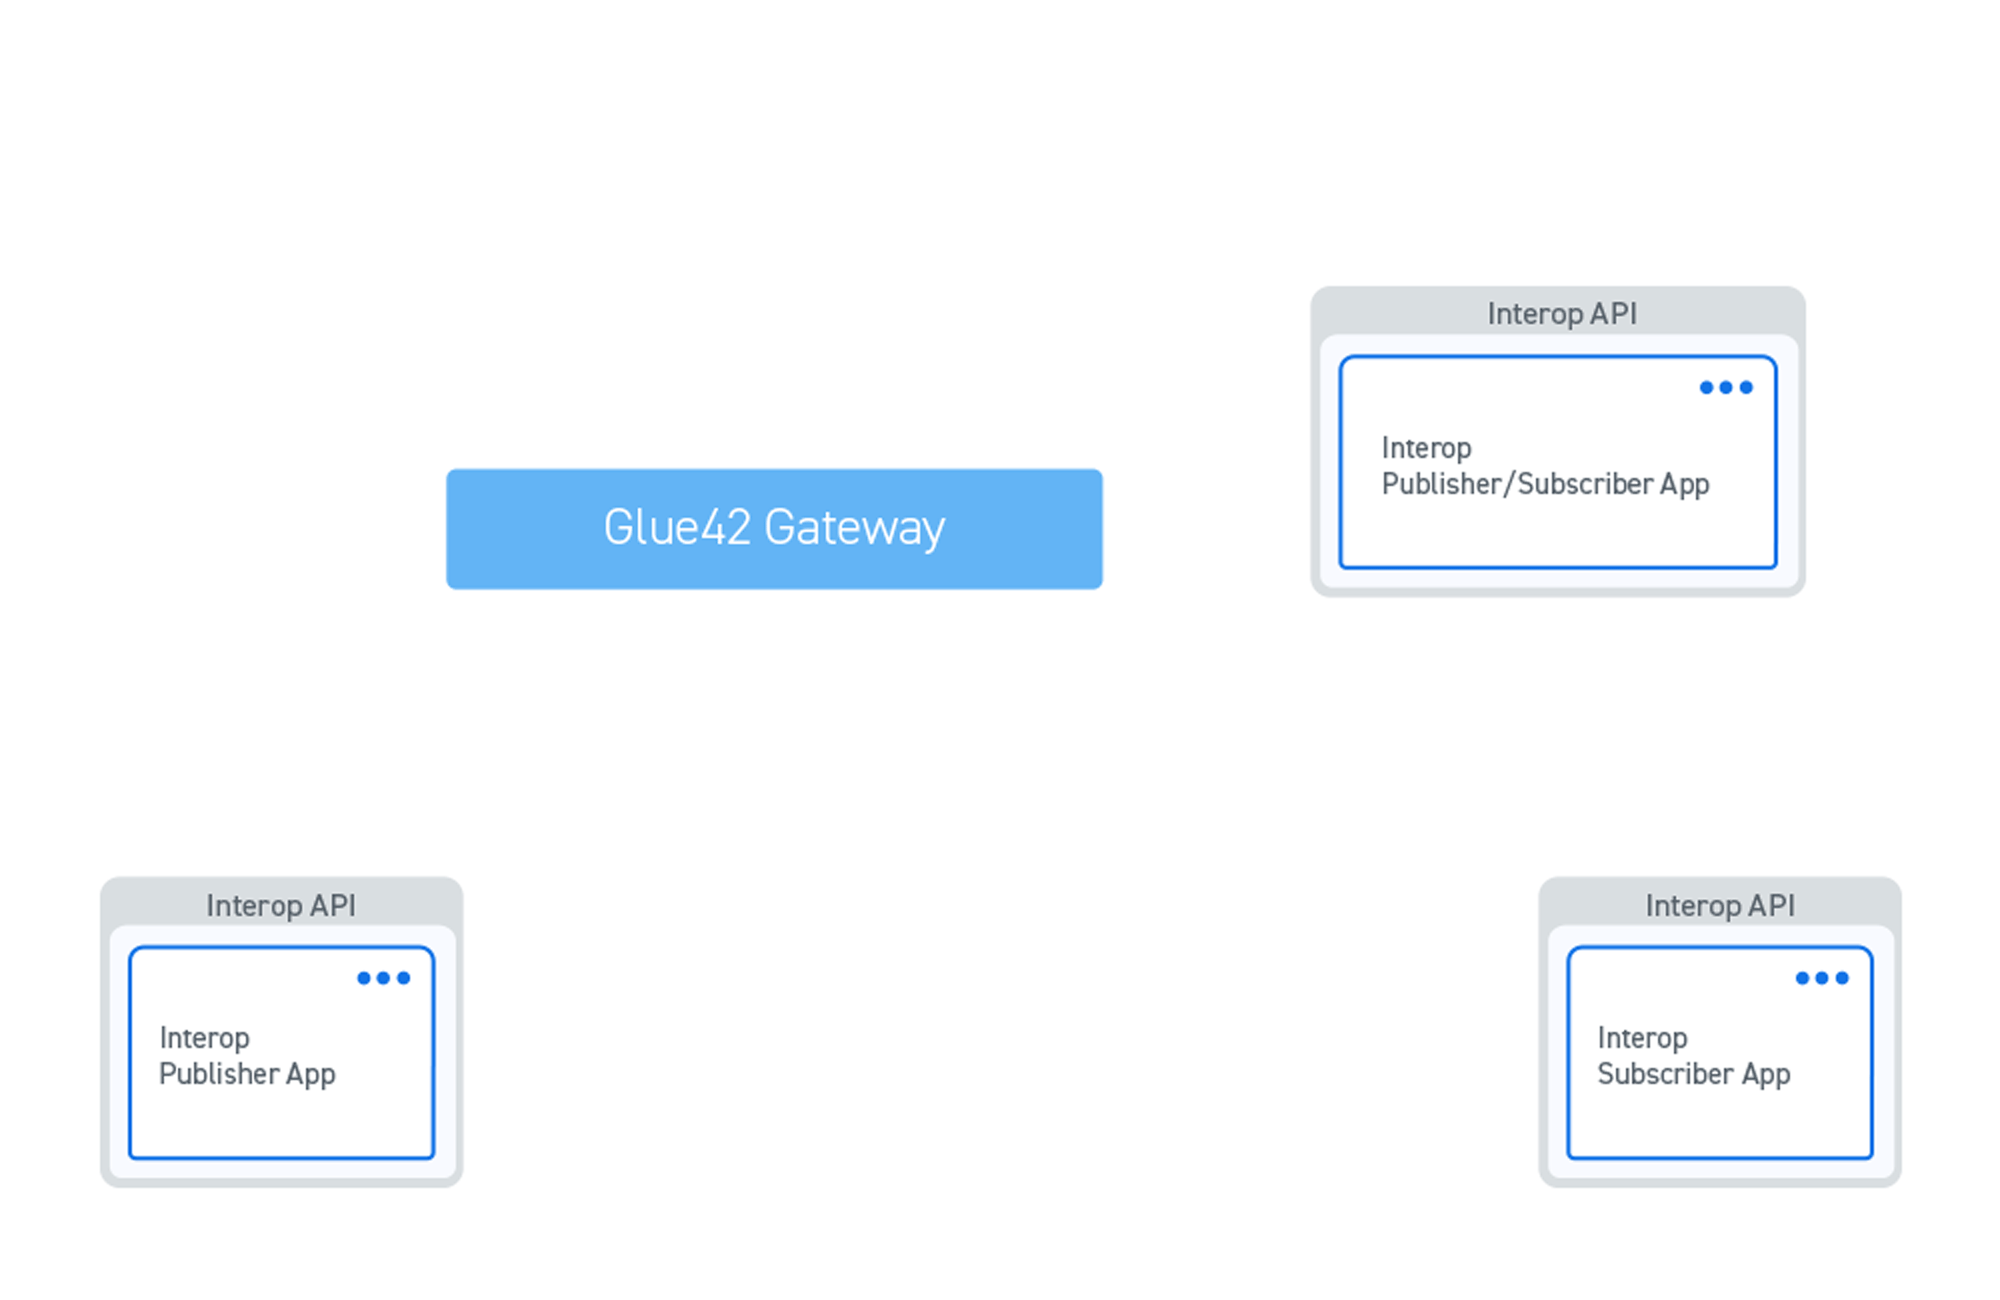 Interop API
Interop
Publisher/Subscriber App
Glue42 Gateway
Interop API
Interop
Publisher App
Interop API
Interop
Subscriber App